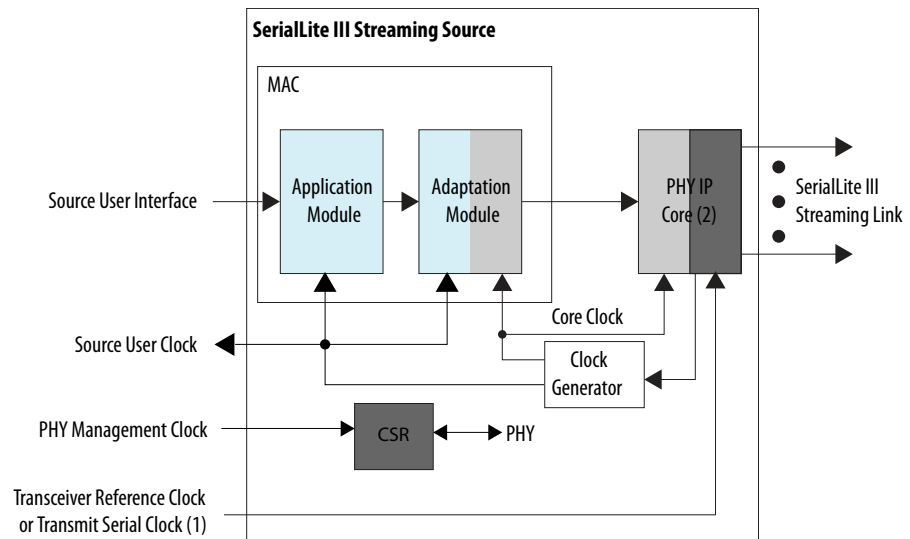 SerialLite III Streaming Source
MAC
Application
Module
Adaptation
Module
PHY IP
Core (2)
Source User Interface
SerialLite III
Streaming Link
Core Clock
Source User Clock
Clock
Generator
PHY Management Clock
CSR
PHY
Transceiver Reference Clock
or Transmit Serial Clock (1)